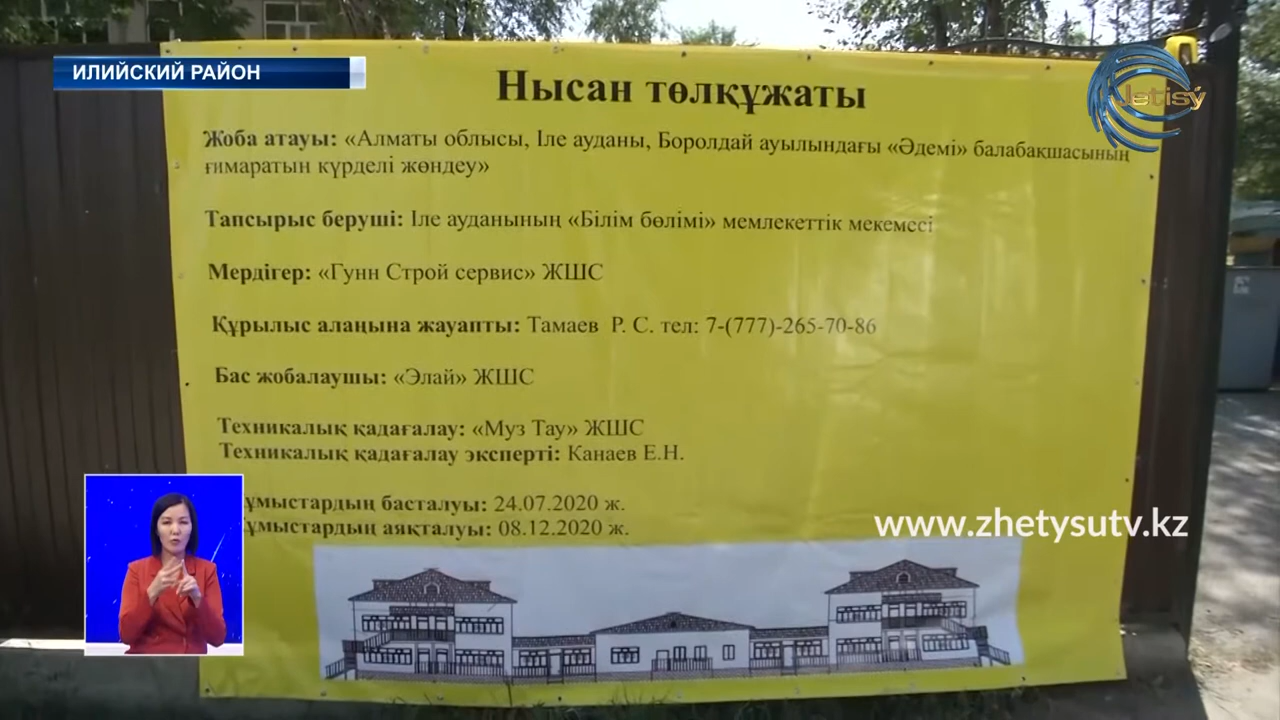 ИЛИЙСКИЙ РАЙОН
Jetisý
Нысан төлқұжаты
Жоба атауы: «Алматы облысы, Іле ауданы, Боролдай ауылындағы «Әдемі» балабақшасының
ғимаратын күрделі жөндеу»
Тапсырыс беруші: Іле ауданының «Білім бөлімі» мемлекеттік мекемесі
Мердігер: «Гунн Строй сервис» ЖШС
Құрылыс алаңына жауапты: Тамаев Р. С. тел: 7-(777)-265-70-86
Бас жобалаушы: «Элай» ЖШС
Техникалық қадағалау: «Муз Тау» ЖШС
Техникалық қадағалау эксперті: Канаев Е.Н.
ұмыстардың басталуы: 24.07.2020 ж.
ұмыстардың аяқталуы: 08.12.2020 ж.
www.zhetysutv.kz